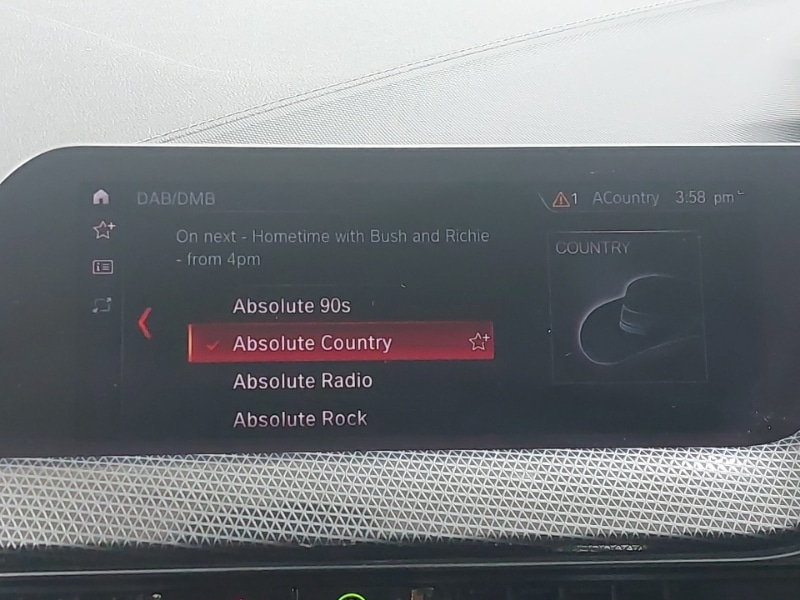 DAB/DMB
1 ACountry 3:58 pm
On next - Hometime with Bush and Richie
- from 4pm
COUNTRY
Absolute 90s
Absolute Country
Absolute Radio
Absolute Rock